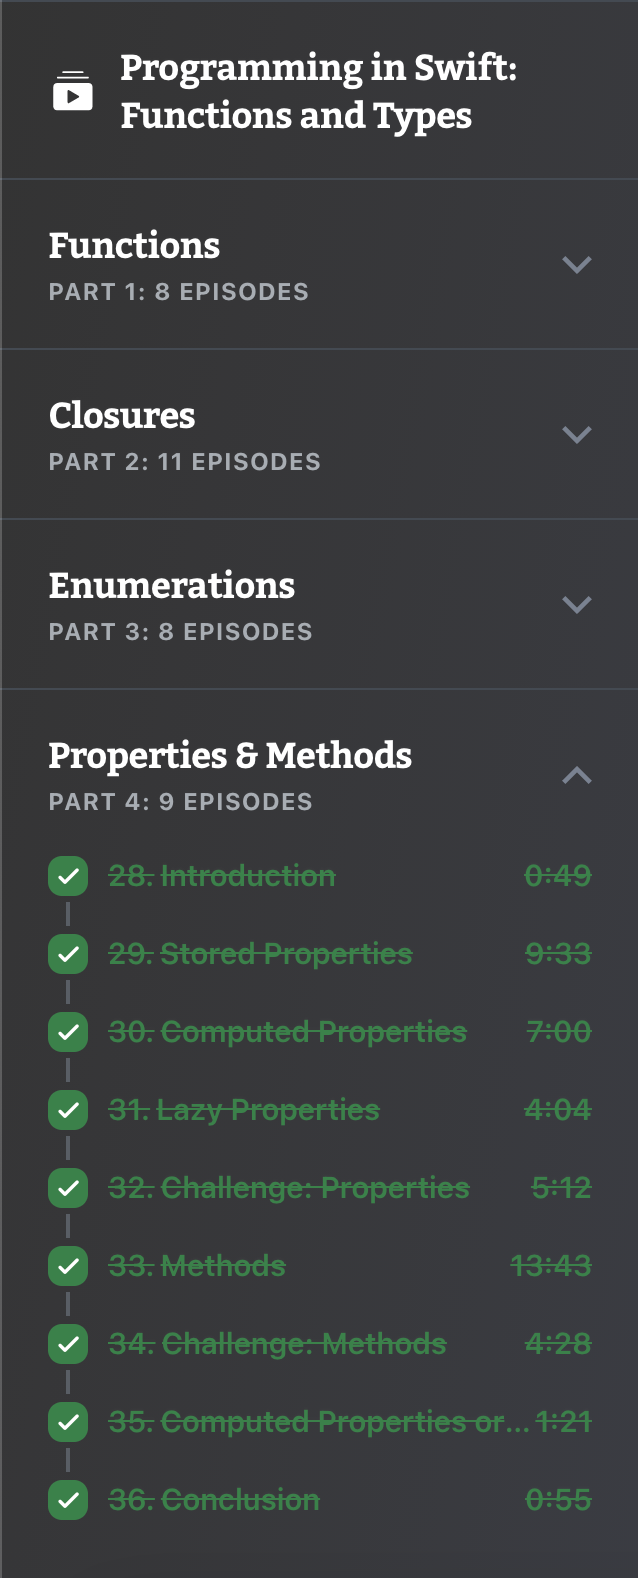 Programming in Swift:
Functions and Types
Functions
PART 1: 8 EPISODES
Closures
PART 2: 11 EPISODES
Enumerations
PART 3: 8 EPISODES
Properties & Methods
PART 4: 9 EPISODES
28. Introduction 0:49
29. Stored Properties 9:33
30. Computed Properties 7:00
31. Lazy Properties 4:04
32. Challenge: Properties 5:12
33. Methods 13:43
34. Challenge: Methods 4:28
35. Computed Properties or... 1:21
36. Conclusion 0:55